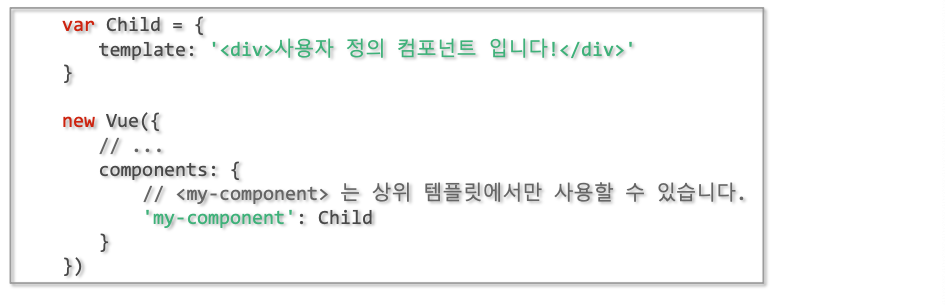 var Child = {
template: '<div>사용자 정의 컴포넌트 입니다!</div>'
}
new Vue({
// ...
components: {
// <my-component> 는 상위 템플릿에서만 사용할 수 있습니다.
'my-component': Child
}
})